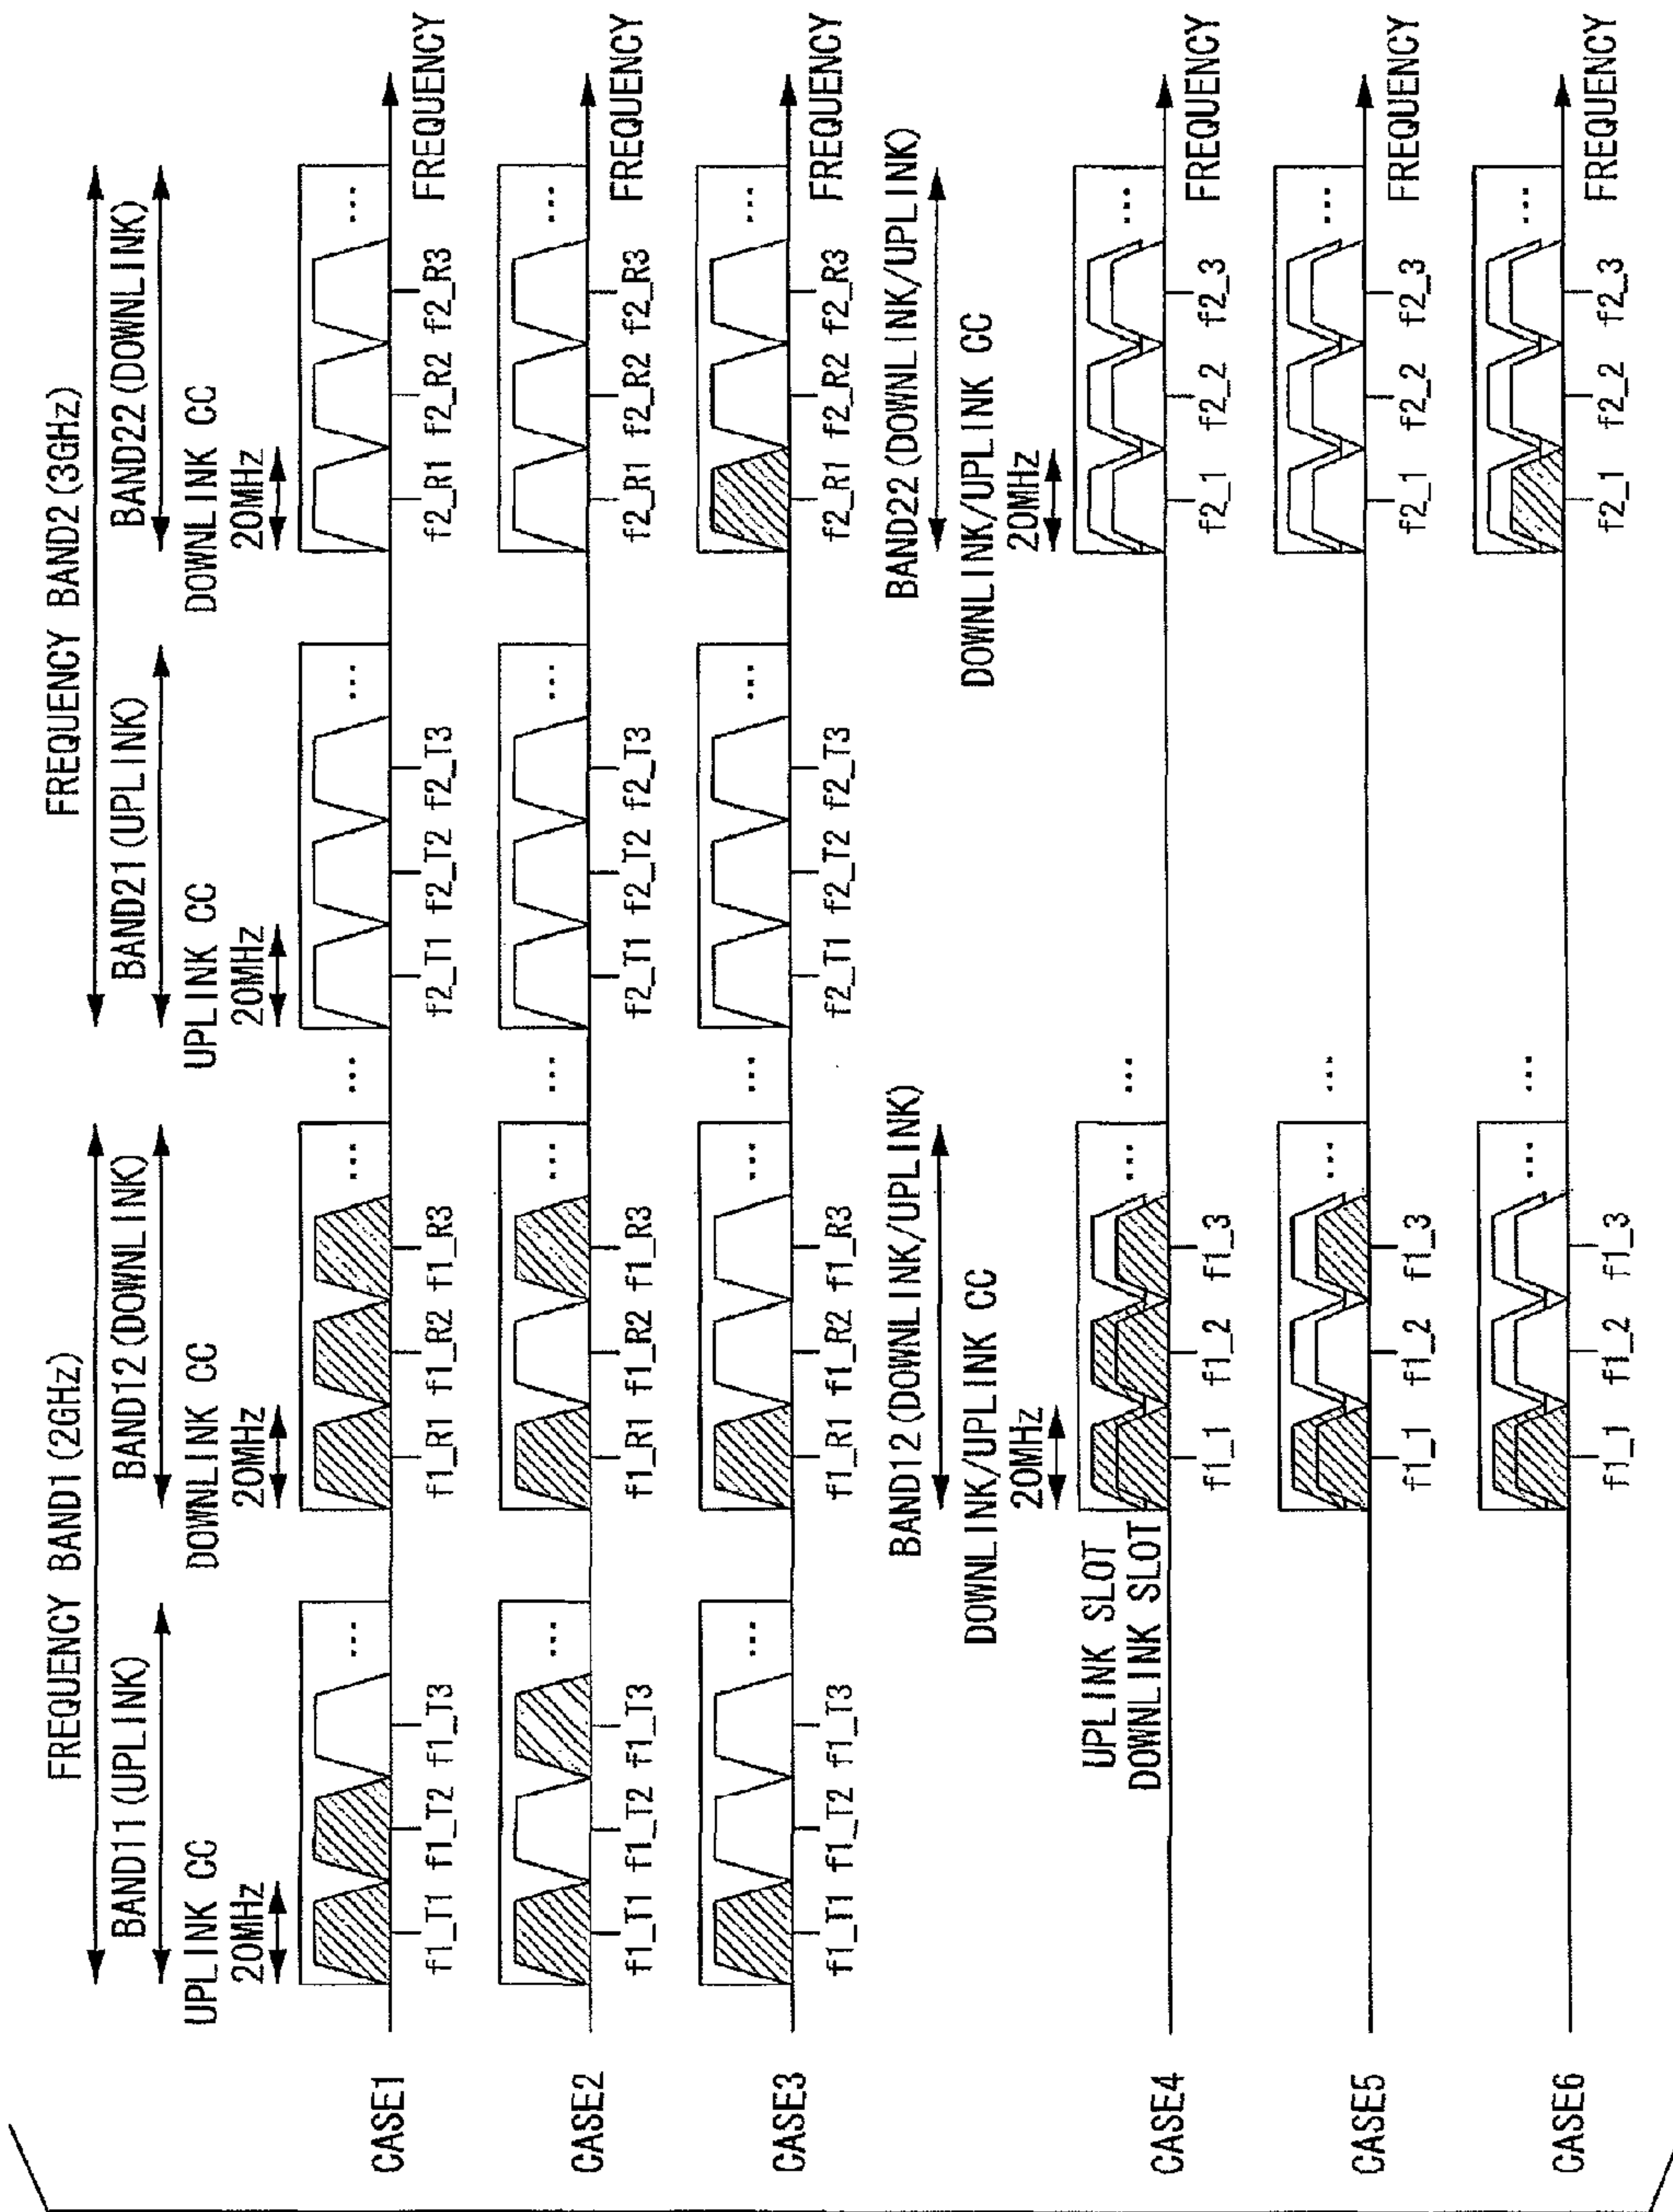 FREQUENCY BAND1(2GHz) FREQUENCY BAND2(3GHz)
BAND11(UPLINK) BAND12(DOWNLINK) BAND21(UPLINK) BAND22(DOWNLINK)
UPLINK CC DOWNLINK CC UPLINK CC DOWNLINK CC
20MHz 20MHz 20MHz 20MHz
CASE1 ... ... ... ... ...
f1_T1 f1_T2 f1_T3 f1_R1 f1_R2 f1_R3 f2_T1 f2_T2 f2_T3 f2_R1 f2_R2 f2_R3 FREQUENCY
CASE2 ... ... ... ... ...
f1_T1 f1_T2 f1_T3 f1_R1 f1_R2 f1_R3 f2_T1 f2_T2 f2_T3 f2_R1 f2_R2 f2_R3 FREQUENCY
CASE3 ... ... ... ... ...
f1_T1 f1_T2 f1_T3 f1_R1 f1_R2 f1_R3 f2_T1 f2_T2 f2_T3 f2_R1 f2_R2 f2_R3 FREQUENCY
BAND12(DOWNLINK/UPLINK) BAND22(DOWNLINK/UPLINK)
DOWNLINK/UPLINK CC DOWNLINK/UPLINK CC
20MHz 20MHz
UPLINK SLOT
DOWNLINK SLOT
CASE4 ... ... ...
f1_1 f1_2 f1_3 f2_1 f2_2 f2_3 FREQUENCY
CASE5 ... ... ...
f1_1 f1_2 f1_3 f2_1 f2_2 f2_3 FREQUENCY
CASE6 ... ... ...
f1_1 f1_2 f1_3 f2_1 f2_2 f2_3 FREQUENCY